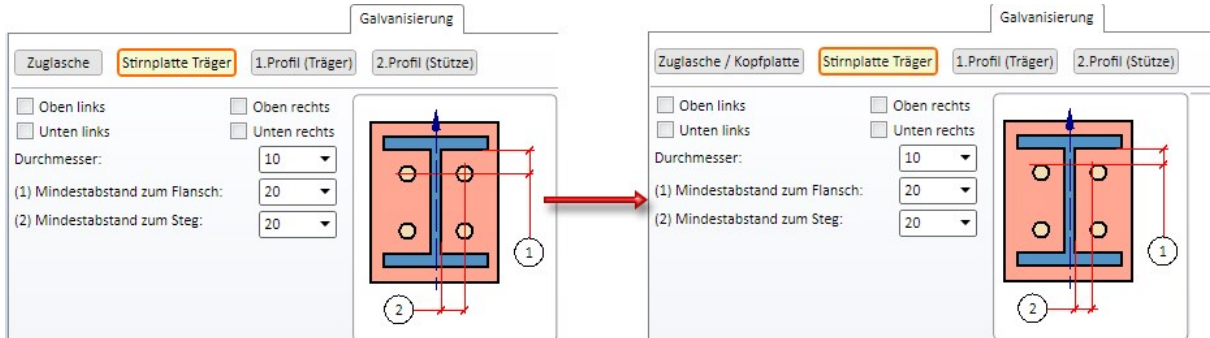 Galvanisierung
Zuglasche Stirnplatte Träger 1.Profil (Träger) 2.Profil (Stütze)
Oben links Oben rechts
Unten links Unten rechts
Durchmesser: 10
(1) Mindestabstand zum Flansch: 20
(2) Mindestabstand zum Steg: 20
1
2
Galvanisierung
Zuglasche / Kopfplatte Stirnplatte Träger 1.Profil (Träger) 2.Profil (Stütze)
Oben links Oben rechts
Unten links Unten rechts
Durchmesser: 10
(1) Mindestabstand zum Flansch: 20
(2) Mindestabstand zum Steg: 20
1
2